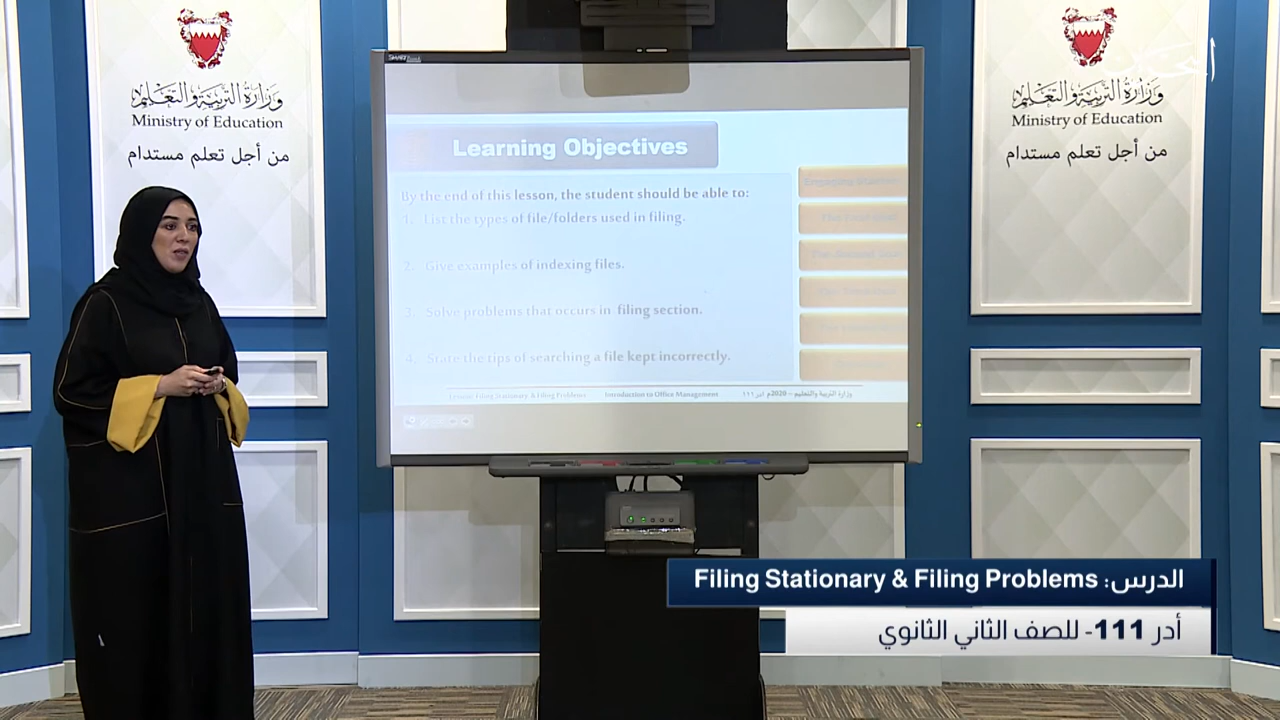 وزارة التربية والتعليم
Ministry of Education
من أجل تعلم مستدام
وزارة التربية والتعليم
Ministry of Education
من أجل تعلم مستدام
SMART Board
Learning Objectives
By the end of this lesson, the student should be able to:
1. List the types of file/folders used in filing.
2. Give examples of indexing files.
3. Solve problems that occurs in filing section.
4. State the tips of searching a file kept incorrectly.
Lesson: Filing Stationary & Filing Problems Introduction to Office Management وزارة التربية والتعليم – 2020م أدر 111
الدرس: Filing Stationary & Filing Problems
أدر 111- للصف الثاني الثانوي